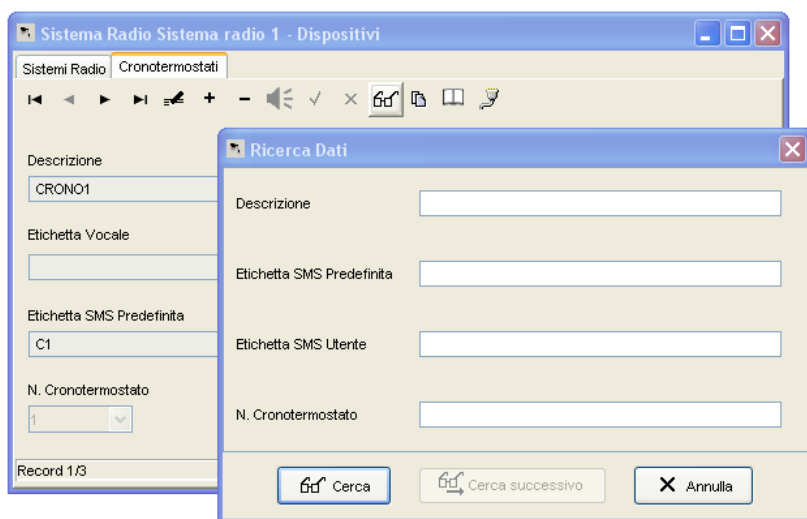 Sistema Radio Sistema radio 1 - Dispositivi
Sistemi Radio Cronotermostati
Descrizione
CRONO1
Etichetta Vocale
Etichetta SMS Predefinita
C1
N. Cronotermostato
1
Record 1/3
Ricerca Dati
Descrizione
Etichetta SMS Predefinita
Etichetta SMS Utente
N. Cronotermostato
Cerca Cerca successivo Annulla